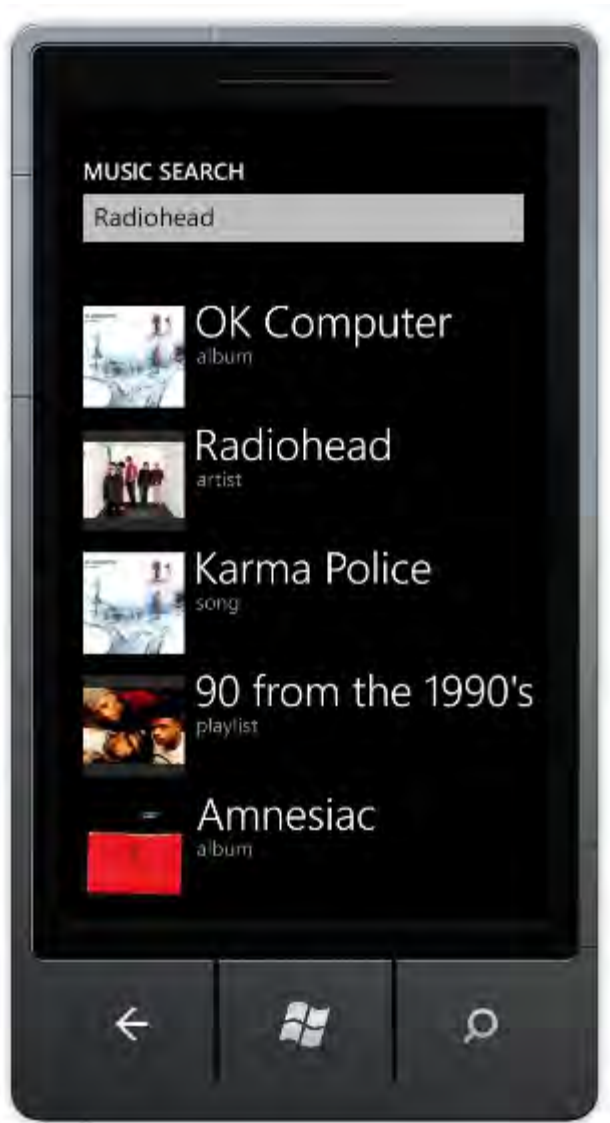 MUSIC SEARCH
Radiohead
OK Computer
album
Radiohead
artist
Karma Police
song
90 from the 1990's
playlist
Amnesiac
album